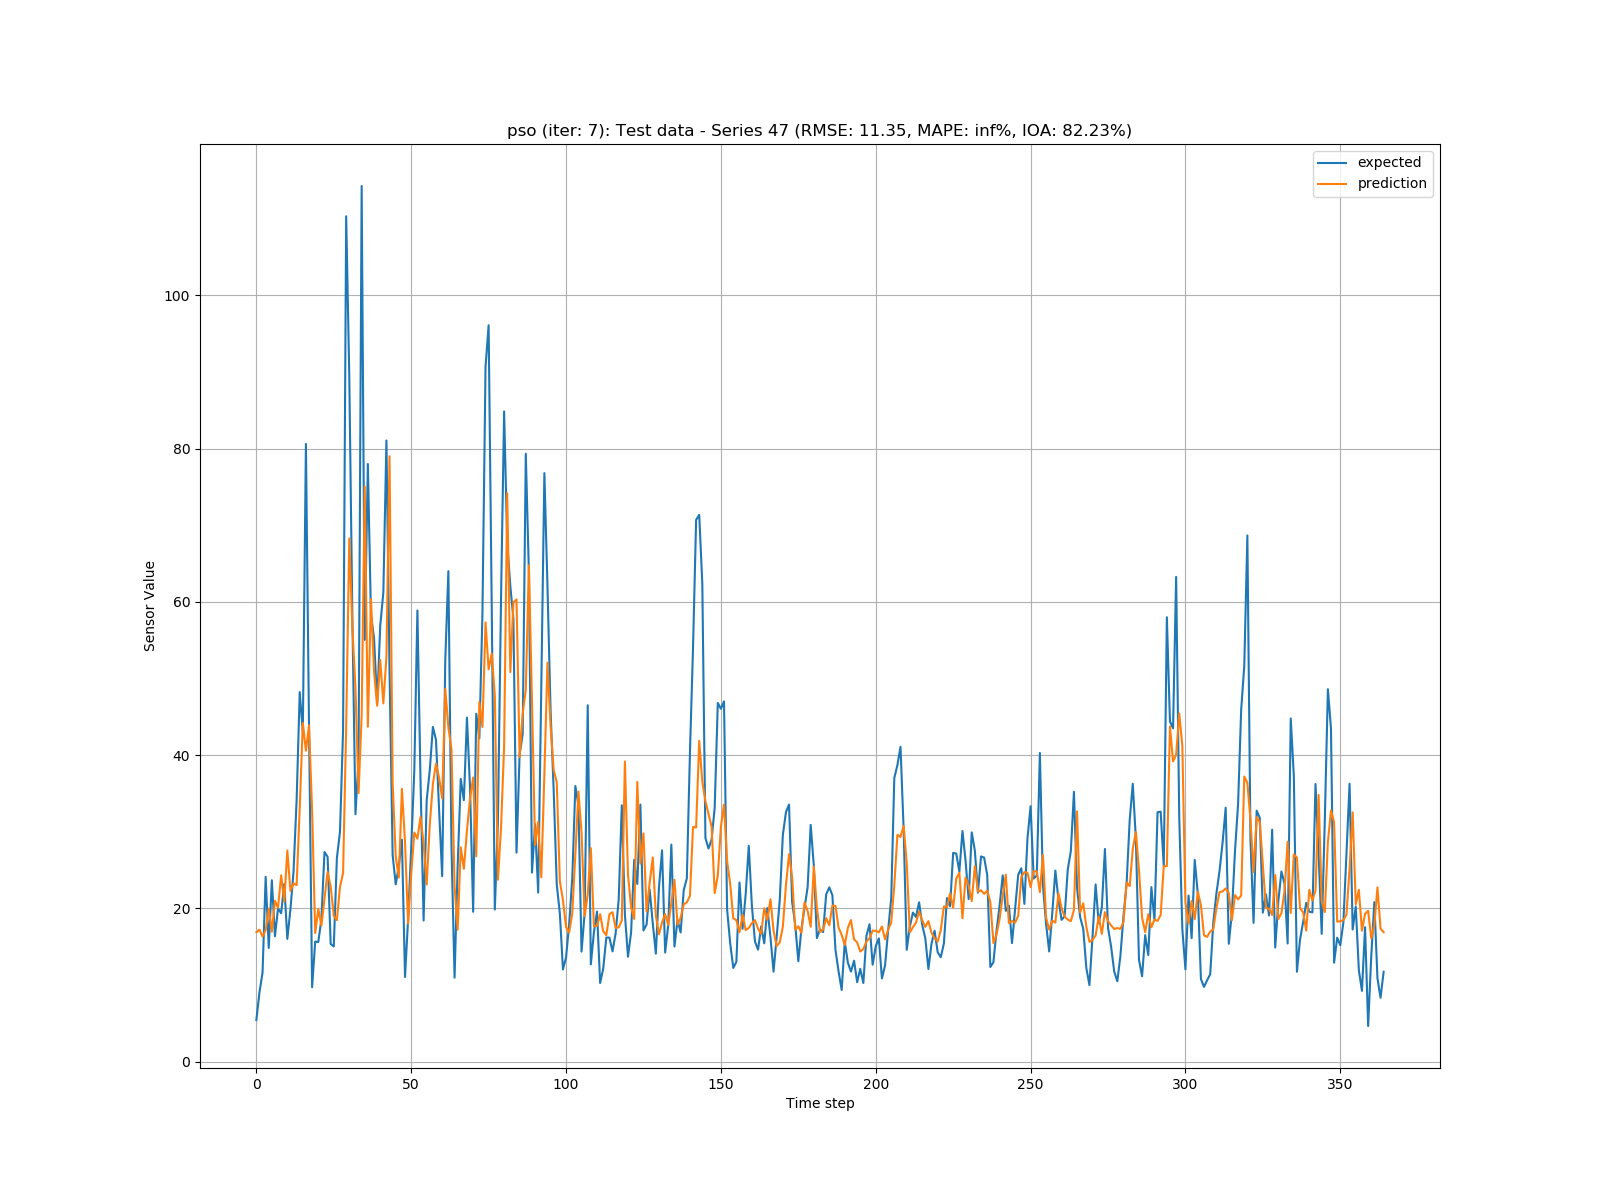 pso (iter: 7): Test data - Series 47 (RMSE: 11.35, MAPE: inf%, IOA: 82.23%)
expected
prediction
100
80
60
40
20
0
Sensor Value
0 50 100 150 200 250 300 350
Time step